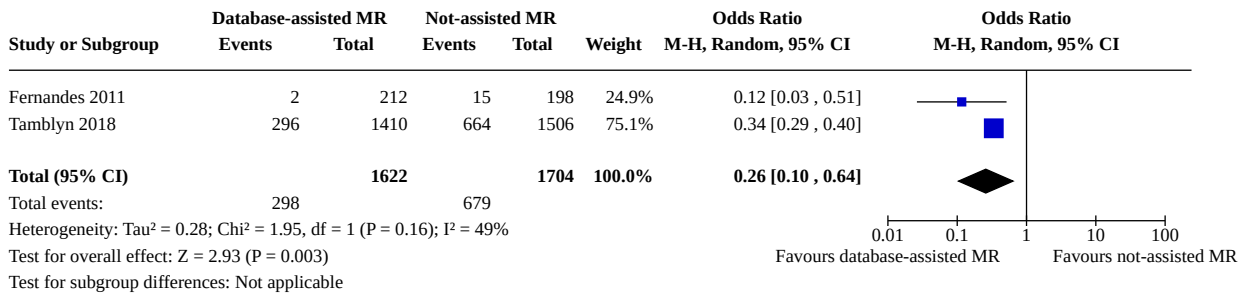 Database-assisted MR Not-assisted MR Odds Ratio Odds Ratio
Study or Subgroup Events Total Events Total Weight M-H, Random, 95% CI M-H, Random, 95% CI
Fernandes 2011 2 212 15 198 24.9% 0.12 [0.03 , 0.51]
Tamblyn 2018 296 1410 664 1506 75.1% 0.34 [0.29 , 0.40]
Total (95% CI) 1622 1704 100.0% 0.26 [0.10 , 0.64]
Total events: 298 679
Heterogeneity: Tau² = 0.28; Chi² = 1.95, df = 1 (P = 0.16); I² = 49%
0.01 0.1 1 10 100
Test for overall effect: Z = 2.93 (P = 0.003) Favours database-assisted MR Favours not-assisted MR
Test for subgroup differences: Not applicable